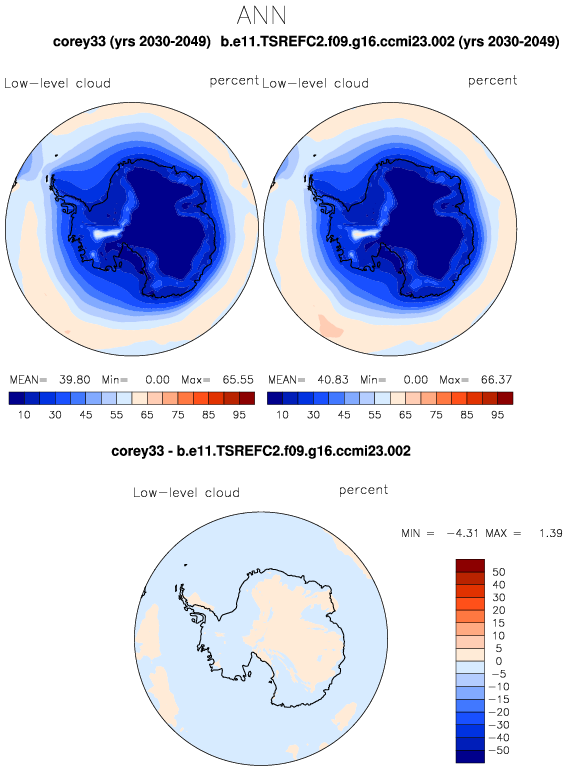 ANN
corey33 (yrs 2030-2049) b.e11.TSREFC2.f09.g16.ccmi23.002 (yrs 2030-2049)
Low-level cloud percent Low-level cloud percent
MEAN= 39.80 Min= 0.00 Max= 65.55 MEAN= 40.83 Min= 0.00 Max= 66.37
10 30 45 55 65 75 85 95 10 30 45 55 65 75 85 95
corey33 - b.e11.TSREFC2.f09.g16.ccmi23.002
Low-level cloud percent
MIN = -4.31 MAX = 1.39
50
40
30
20
15
10
5
0
-5
-10
-15
-20
-30
-40
-50